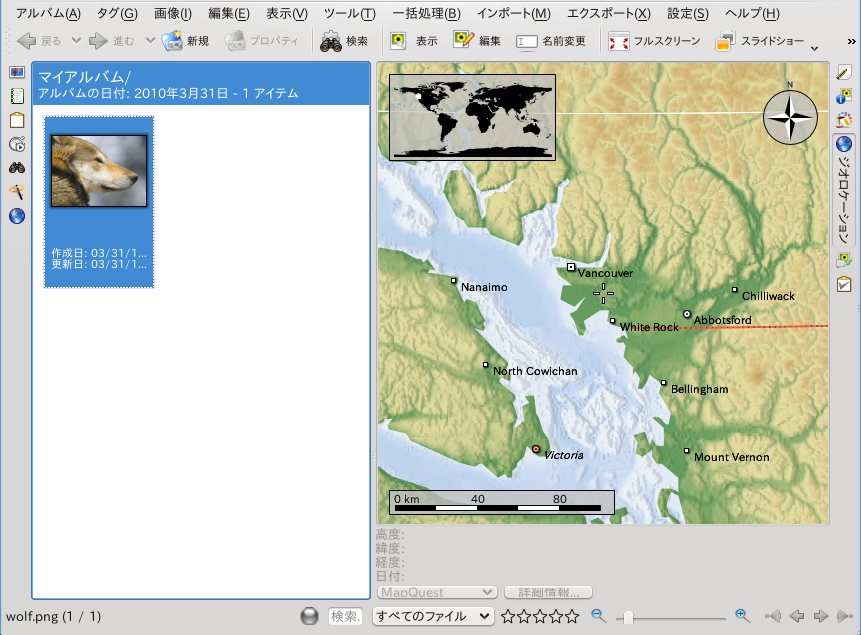 アルバム(A) タグ(G) 画像(I) 編集(E) 表示(V) ツール(T) 一括処理(B) インポート(M) エクスポート(X) 設定(S) ヘルプ(H)
戻る 進む 新規 プロパティ 検索 表示 編集 名前変更 フルスクリーン スライドショー »
マイアルバム/
アルバムの日付: 2010年3月31日 - 1 アイテム
作成日: 03/31/1...
更新日: 03/31/1...
N
Vancouver
Nanaimo
Chilliwack
Abbotsford
White Rock
North Cowichan
Bellingham
Victoria
Mount Vernon
0 km 40 80
ジオロケーション
高度:
緯度:
経度:
日付:
MapQuest 詳細情報...
wolf.png (1 / 1) 検索. すべてのファイル